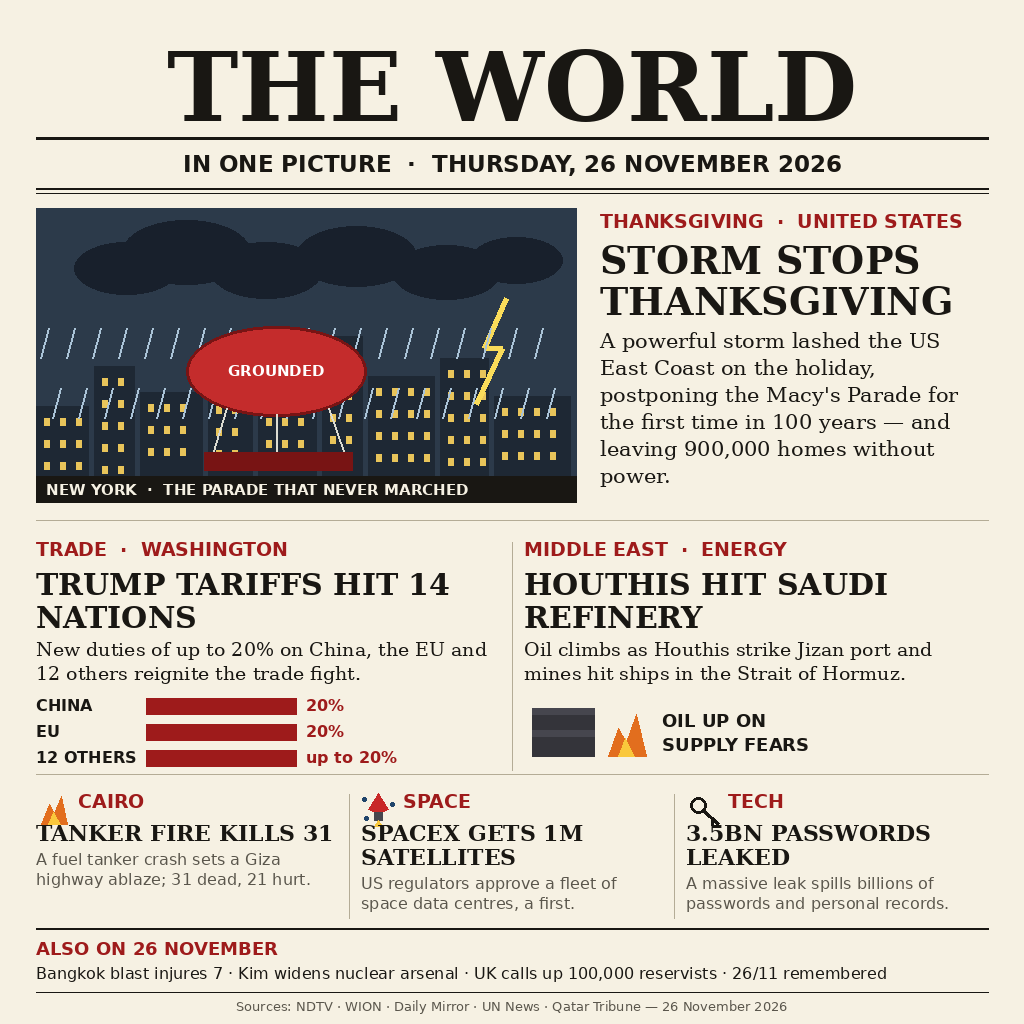 THE WORLD
IN ONE PICTURE · THURSDAY, 26 NOVEMBER 2026
GROUNDED
NEW YORK · THE PARADE THAT NEVER MARCHED
THANKSGIVING · UNITED STATES
STORM STOPS
THANKSGIVING
A powerful storm lashed the US
East Coast on the holiday,
postponing the Macy's Parade for
the first time in 100 years — and
leaving 900,000 homes without
power.
TRADE · WASHINGTON
TRUMP TARIFFS HIT 14
NATIONS
New duties of up to 20% on China, the EU and
12 others reignite the trade fight.
CHINA 20%
EU 20%
12 OTHERS up to 20%
MIDDLE EAST · ENERGY
HOUTHIS HIT SAUDI
REFINERY
Oil climbs as Houthis strike Jizan port and
mines hit ships in the Strait of Hormuz.
OIL UP ON
SUPPLY FEARS
CAIRO
TANKER FIRE KILLS 31
A fuel tanker crash sets a Giza
highway ablaze; 31 dead, 21 hurt.
SPACE
SPACEX GETS 1M
SATELLITES
US regulators approve a fleet of
space data centres, a first.
TECH
3.5BN PASSWORDS
LEAKED
A massive leak spills billions of
passwords and personal records.
ALSO ON 26 NOVEMBER
Bangkok blast injures 7 · Kim widens nuclear arsenal · UK calls up 100,000 reservists · 26/11 remembered
Sources: NDTV · WION · Daily Mirror · UN News · Qatar Tribune — 26 November 2026